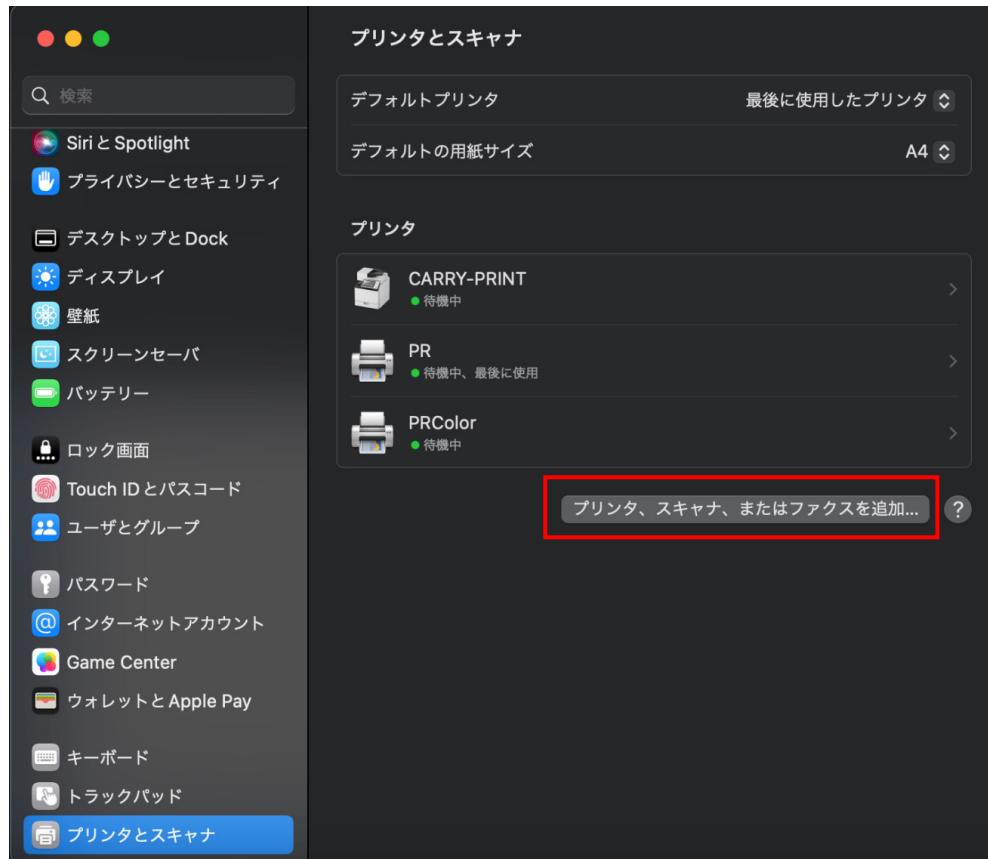 検索
Siri と Spotlight
プライバシーとセキュリティ
デスクトップと Dock
ディスプレイ
壁紙
スクリーンセーバ
バッテリー
ロック画面
Touch ID とパスコード
ユーザとグループ
パスワード
インターネットアカウント
Game Center
ウォレットと Apple Pay
キーボード
トラックパッド
プリンタとスキャナ
プリンタとスキャナ
デフォルトプリンタ 最後に使用したプリンタ
デフォルトの用紙サイズ A4
プリンタ
CARRY-PRINT
待機中
PR
待機中、最後に使用
PRColor
待機中
プリンタ、スキャナ、またはファクスを追加... ?